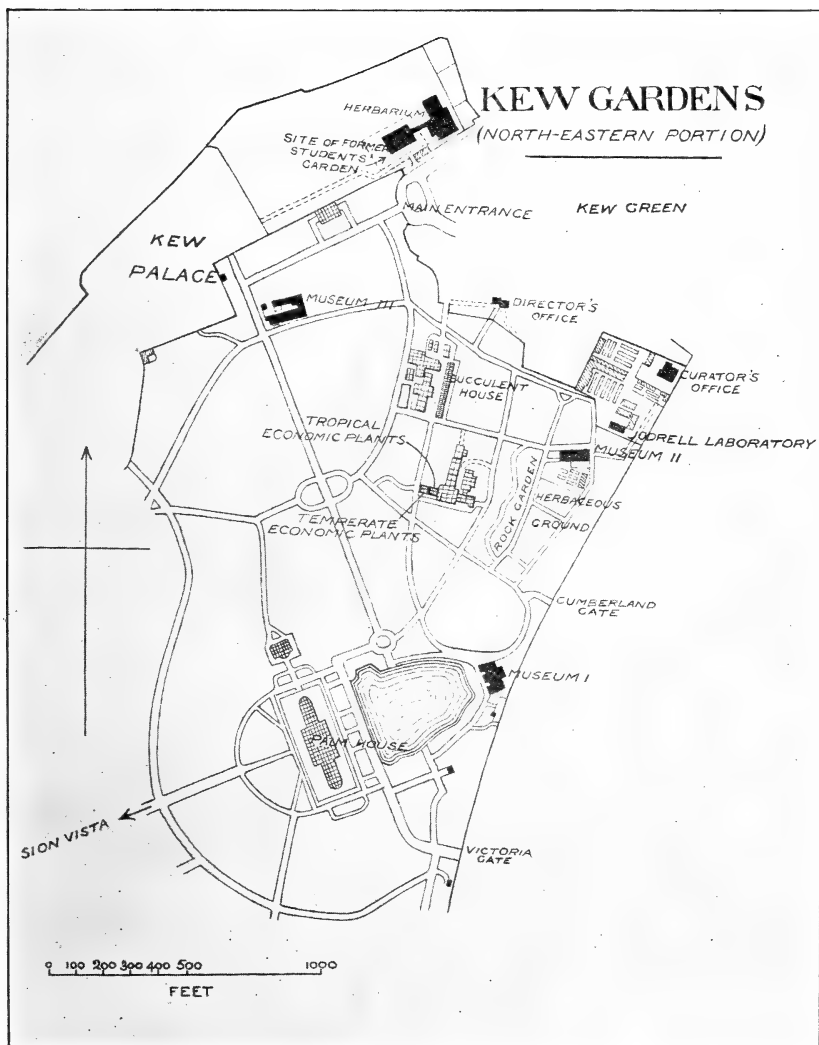 KEW GARDENS
(NORTH-EASTERN PORTION)
HERBARIUM
SITE OF FORMER
STUDENTS'
GARDEN
MAIN ENTRANCE
KEW GREEN
KEW
PALACE
MUSEUM III
DIRECTOR'S
OFFICE
CURATOR'S
OFFICE
SUCCULENT
HOUSE
TROPICAL
ECONOMIC PLANTS
JODRELL LABORATORY
MUSEUM II
ROCK GARDEN
HERBACEOUS
GROUND
TEMPERATE
ECONOMIC PLANTS
CUMBERLAND
GATE
MUSEUM I
PALM HOUSE
SION VISTA
VICTORIA
GATE
0 100 200 300 400 500 1000
FEET